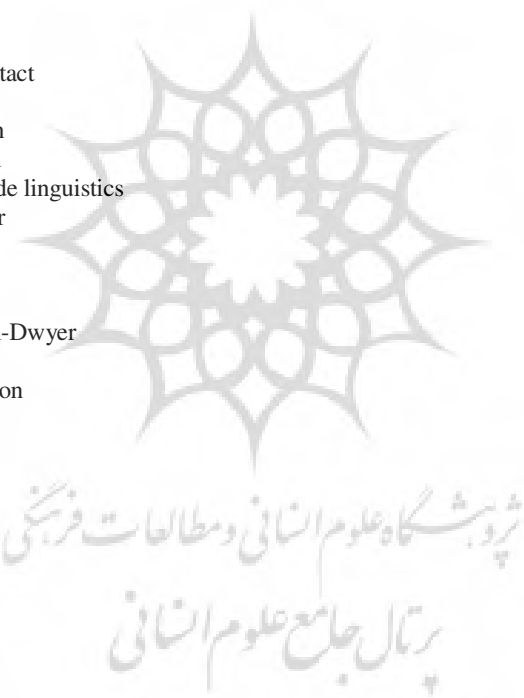 tact
n
de linguistics
r
-Dwyer
on
پژوهشگاه علوم انسانی و مطالعات فرهنگی
پرتال جامع علوم انسانی